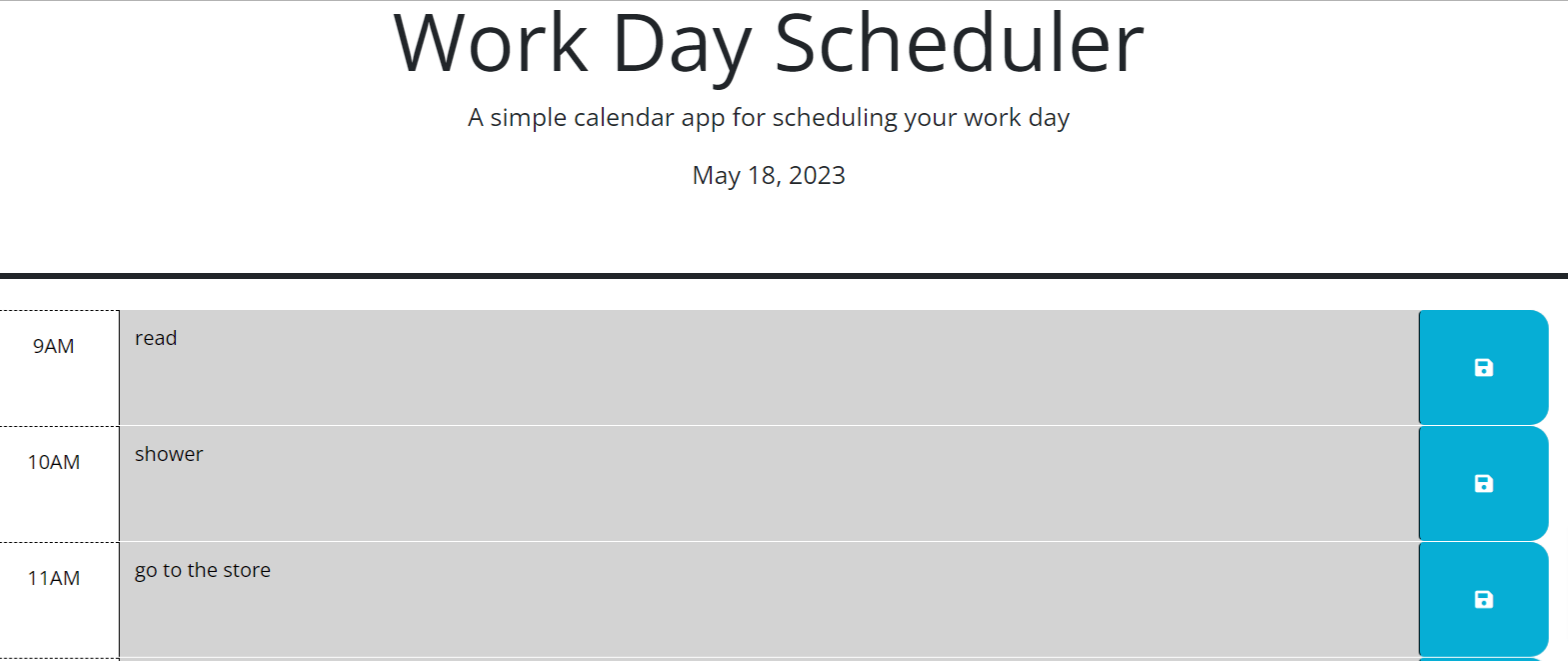 Work Day Scheduler
A simple calendar app for scheduling your work day
May 18, 2023
9AM
read
10AM
shower
11AM
go to the store